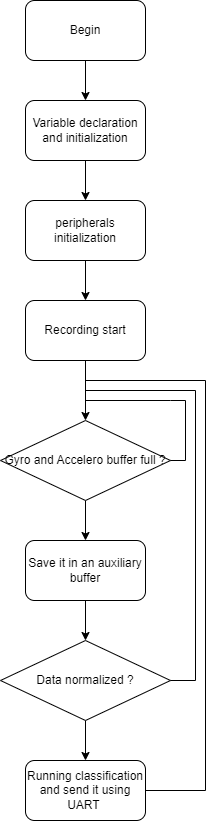 Begin
Variable declaration
and initialization
peripherals
initialization
Recording start
Gyro and Accelero buffer full ?
Save it in an auxiliary
buffer
Data normalized ?
Running classification
and send it using
UART